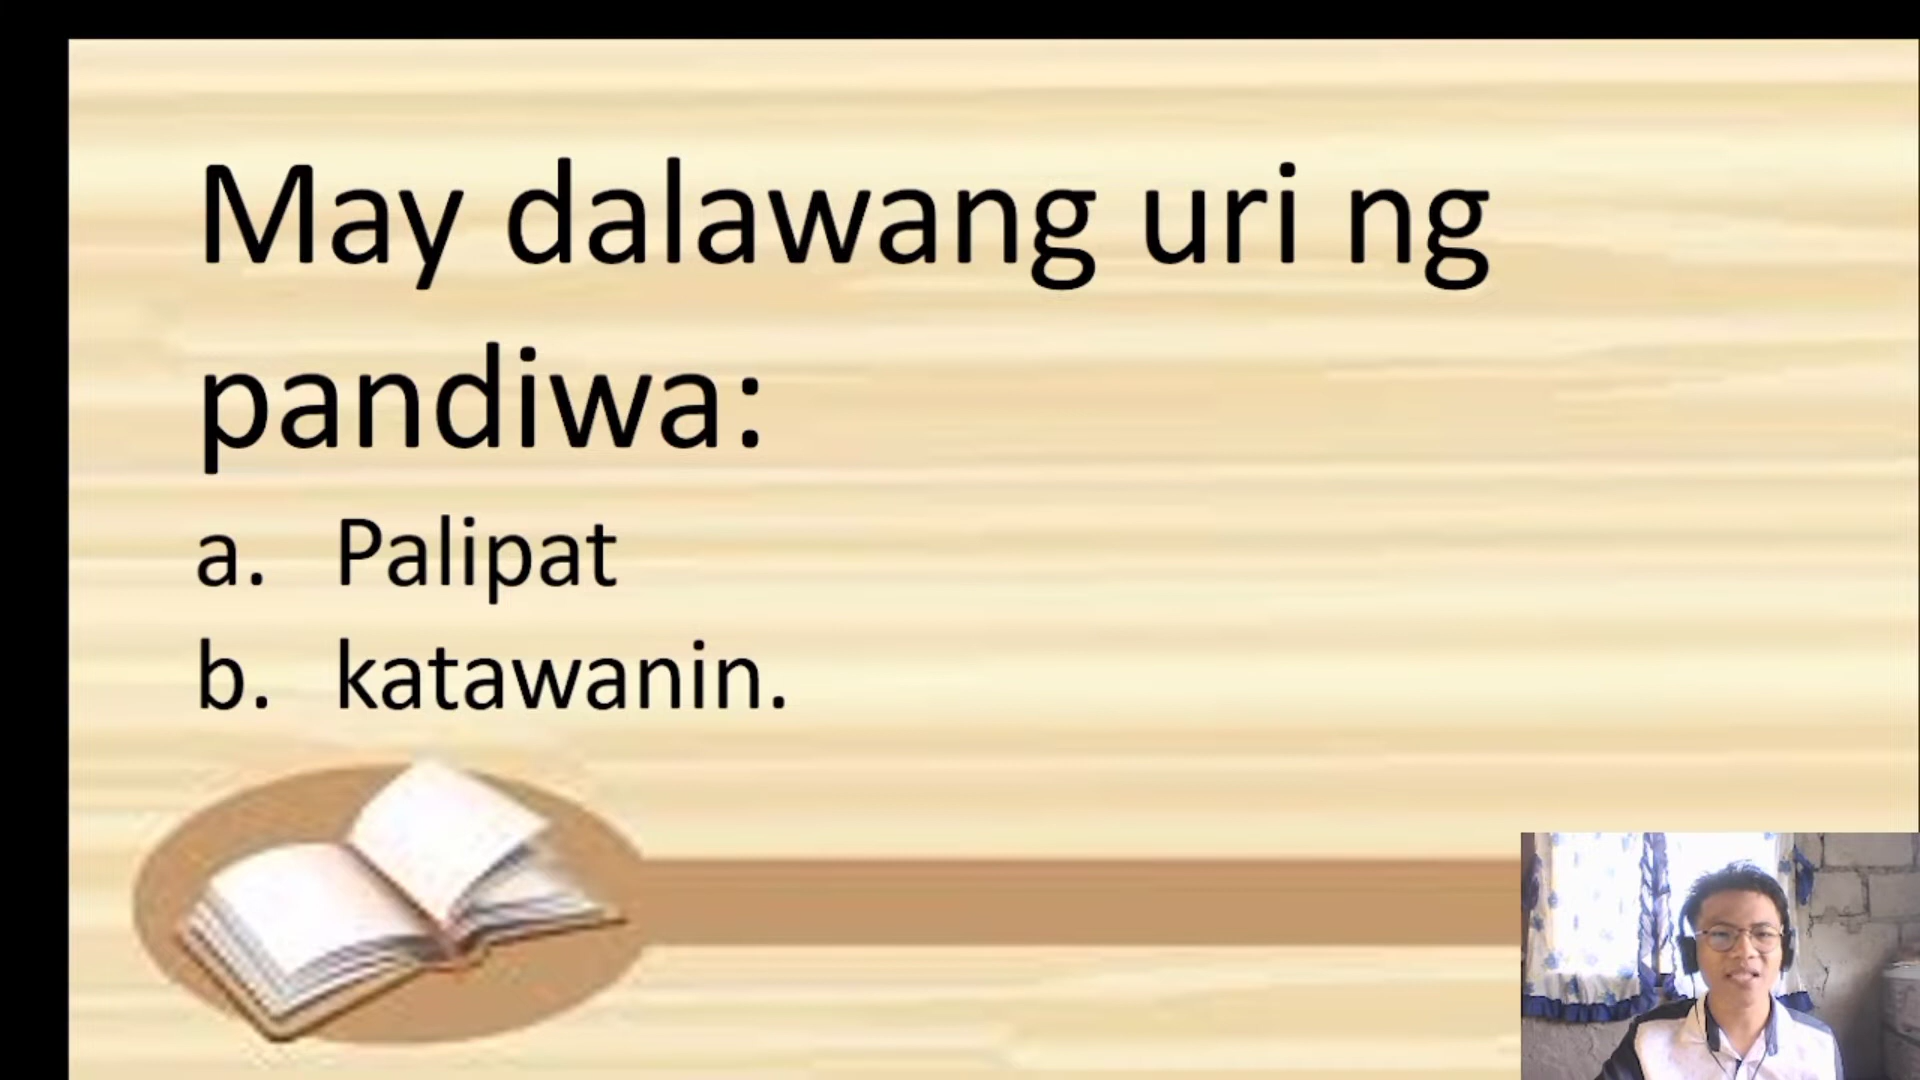 May dalawang uri ng
pandiwa:
a. Palipat
b. katawanin.